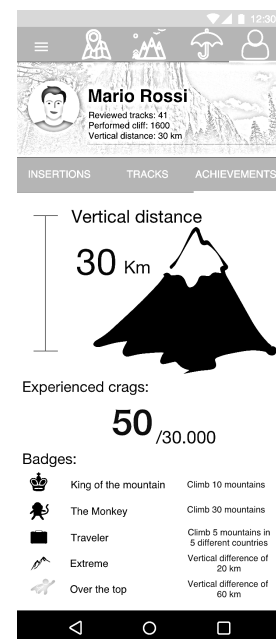 12:30
Mario Rossi
Reviewed tracks: 41
Performed cliff: 1600
Vertical distance: 30 km
INSERTIONS TRACKS ACHIEVEMENTS
Vertical distance
30 Km
Experienced crags:
50/30.000
Badges:
King of the mountain Climb 10 mountains
The Monkey Climb 30 mountains
Traveler Climb 5 mountains in
5 different countries
Extreme Vertical difference of
20 km
Over the top Vertical difference of
60 km